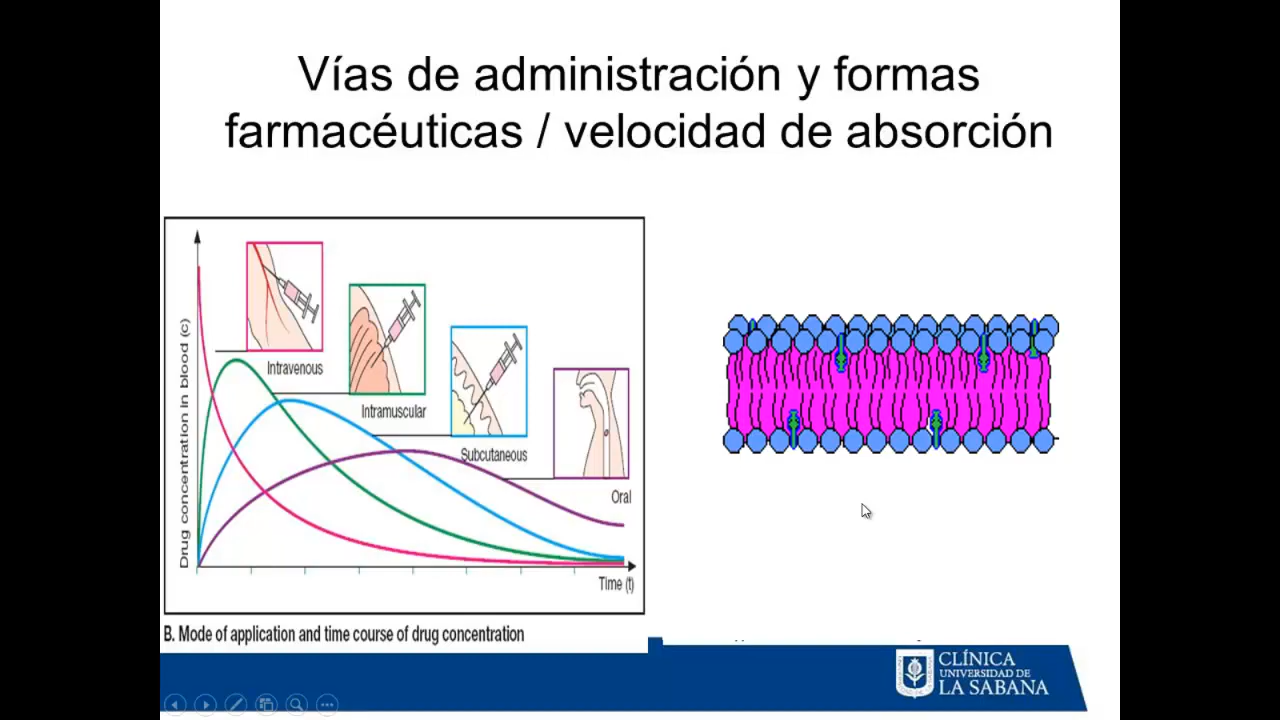 Vías de administración y formas
farmacéuticas / velocidad de absorción
Drug concentration in blood (c)
Intravenous
Intramuscular
Subcutaneous
Oral
Time (t)
B. Mode of application and time course of drug concentration
CLÍNICA
UNIVERSIDAD DE
LA SABANA